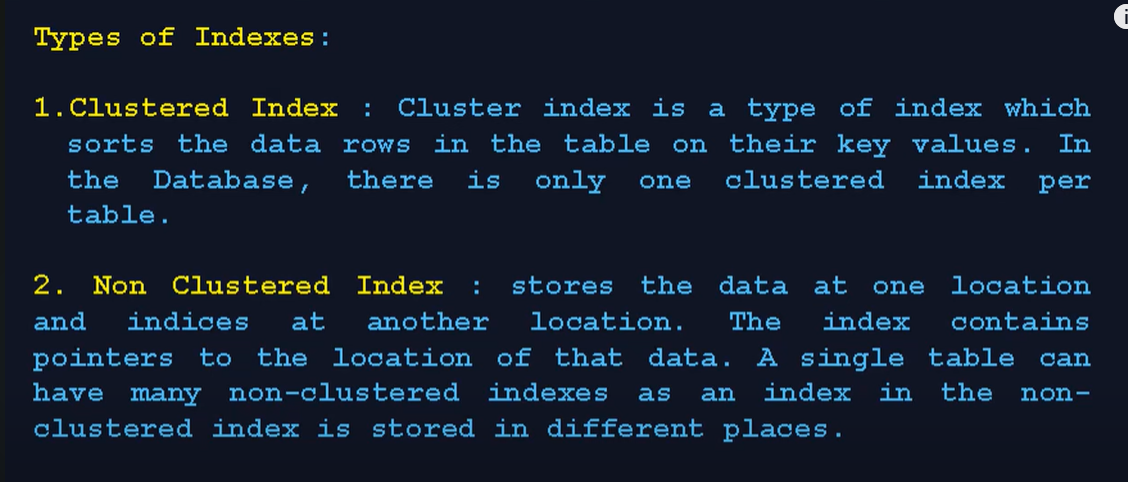 Types of Indexes:
1.Clustered Index : Cluster index is a type of index which
sorts the data rows in the table on their key values. In
the Database, there is only one clustered index per
table.
2. Non Clustered Index : stores the data at one location
and indices at another location. The index contains
pointers to the location of that data. A single table can
have many non-clustered indexes as an index in the non-
clustered index is stored in different places.